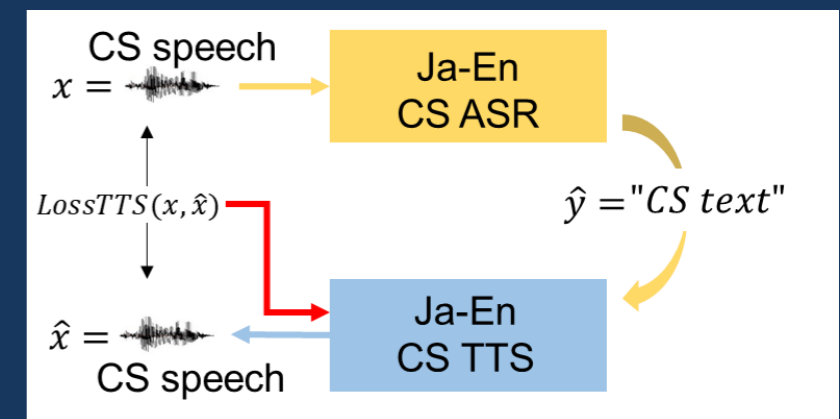 CS speech
x =
Ja-En
CS ASR
LossTTS(x, x̂)
ŷ ="CS text"
x̂ =
CS speech
Ja-En
CS TTS